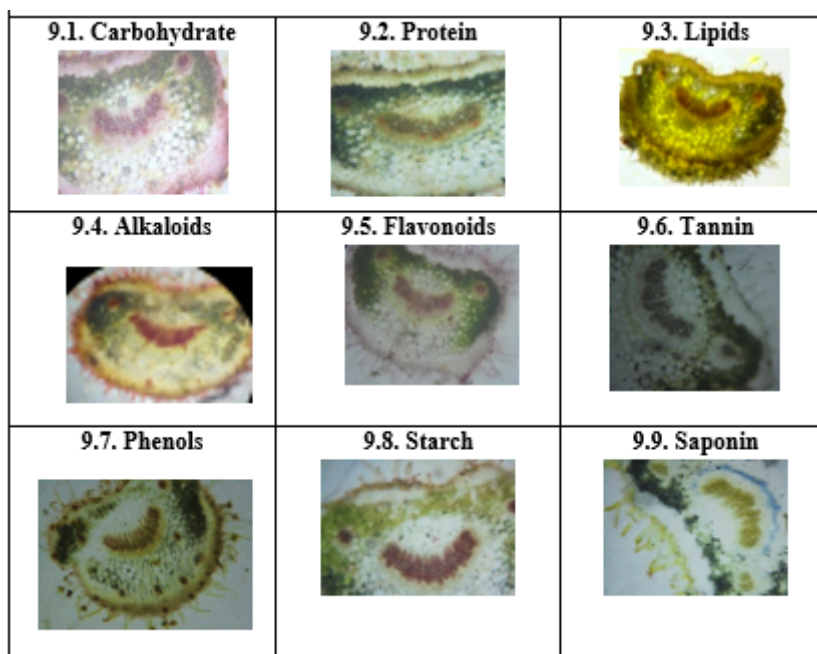 9.1. Carbohydrate
9.2. Protein
9.3. Lipids
9.4. Alkaloids
9.5. Flavonoids
9.6. Tannin
9.7. Phenols
9.8. Starch
9.9. Saponin